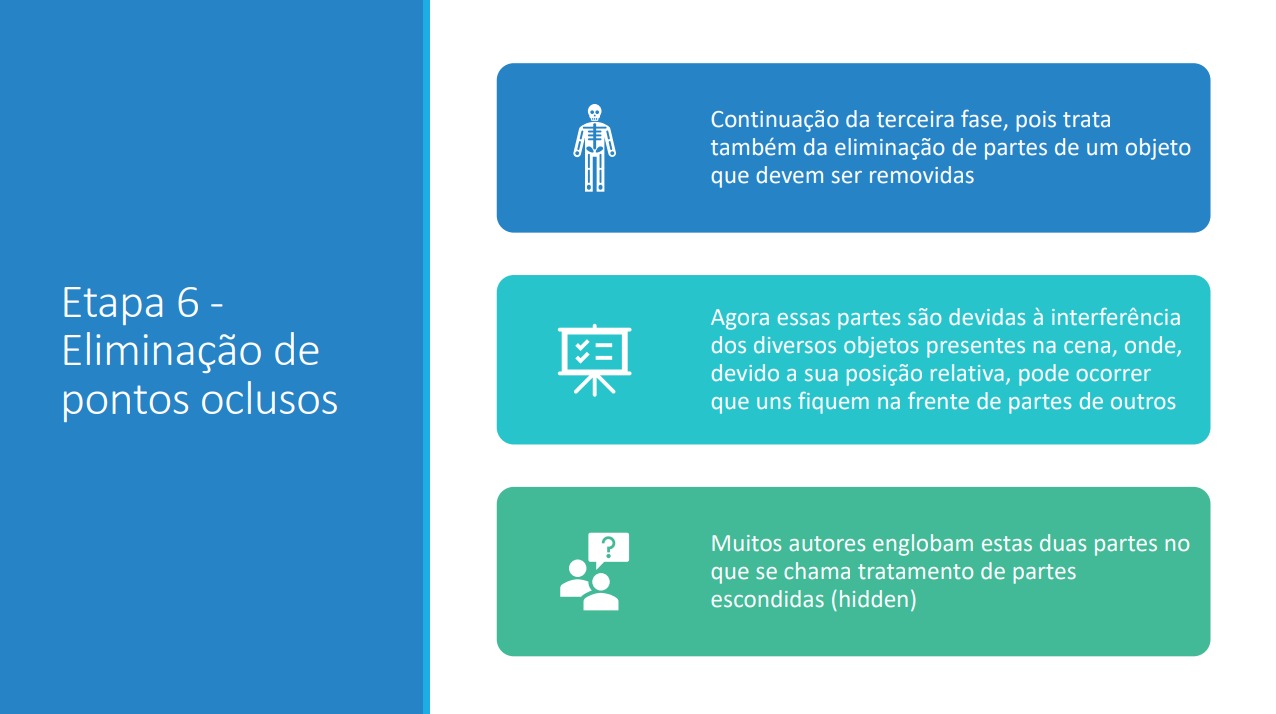 Etapa 6 -
Eliminação de
pontos oclusos
Continuação da terceira fase, pois trata
também da eliminação de partes de um objeto
que devem ser removidas
Agora essas partes são devidas à interferência
dos diversos objetos presentes na cena, onde,
devido a sua posição relativa, pode ocorrer
que uns fiquem na frente de partes de outros
?
Muitos autores englobam estas duas partes no
que se chama tratamento de partes
escondidas (hidden)